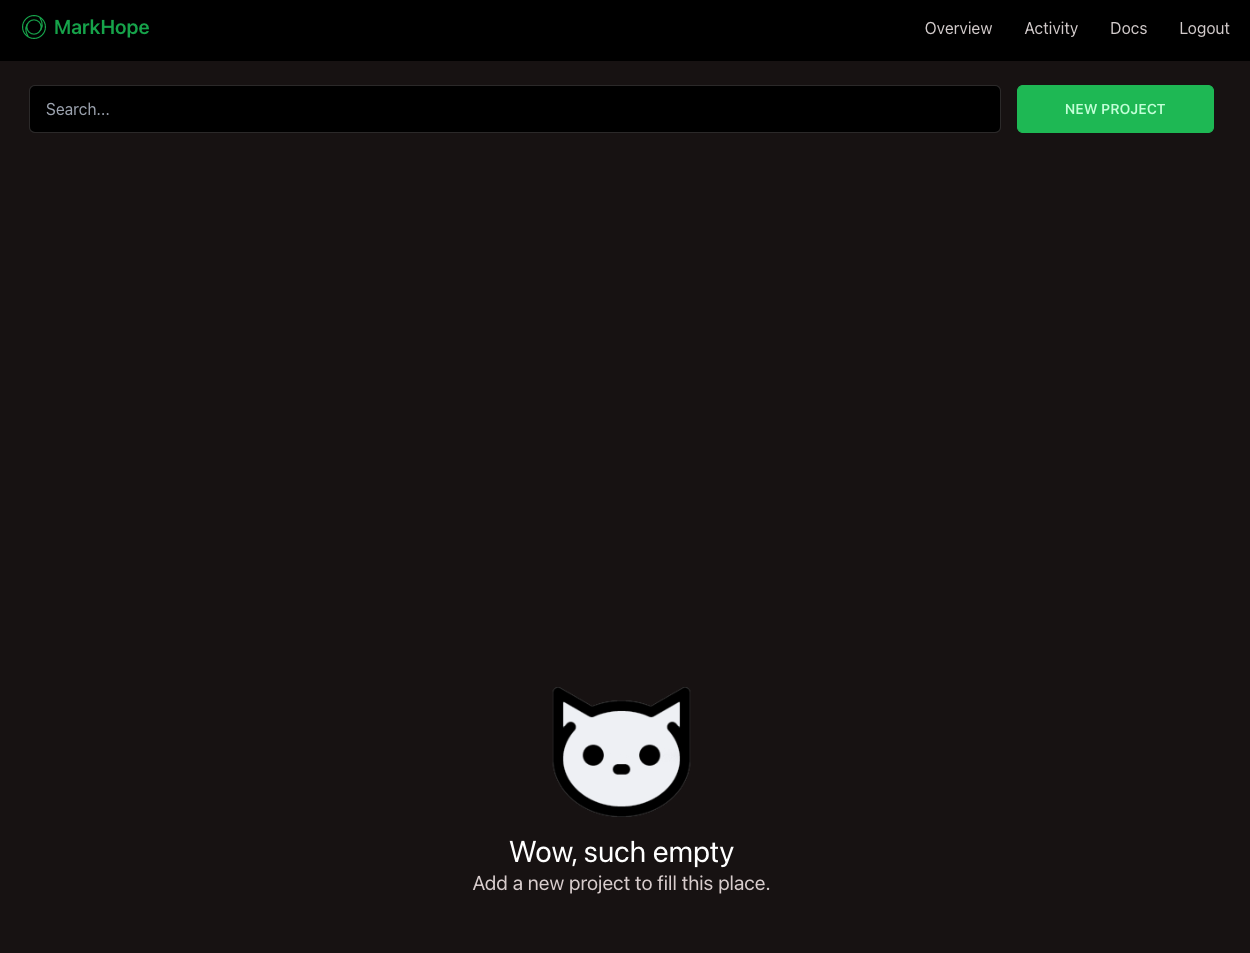 MarkHope
Overview Activity Docs Logout
Search...
NEW PROJECT
Wow, such empty
Add a new project to fill this place.